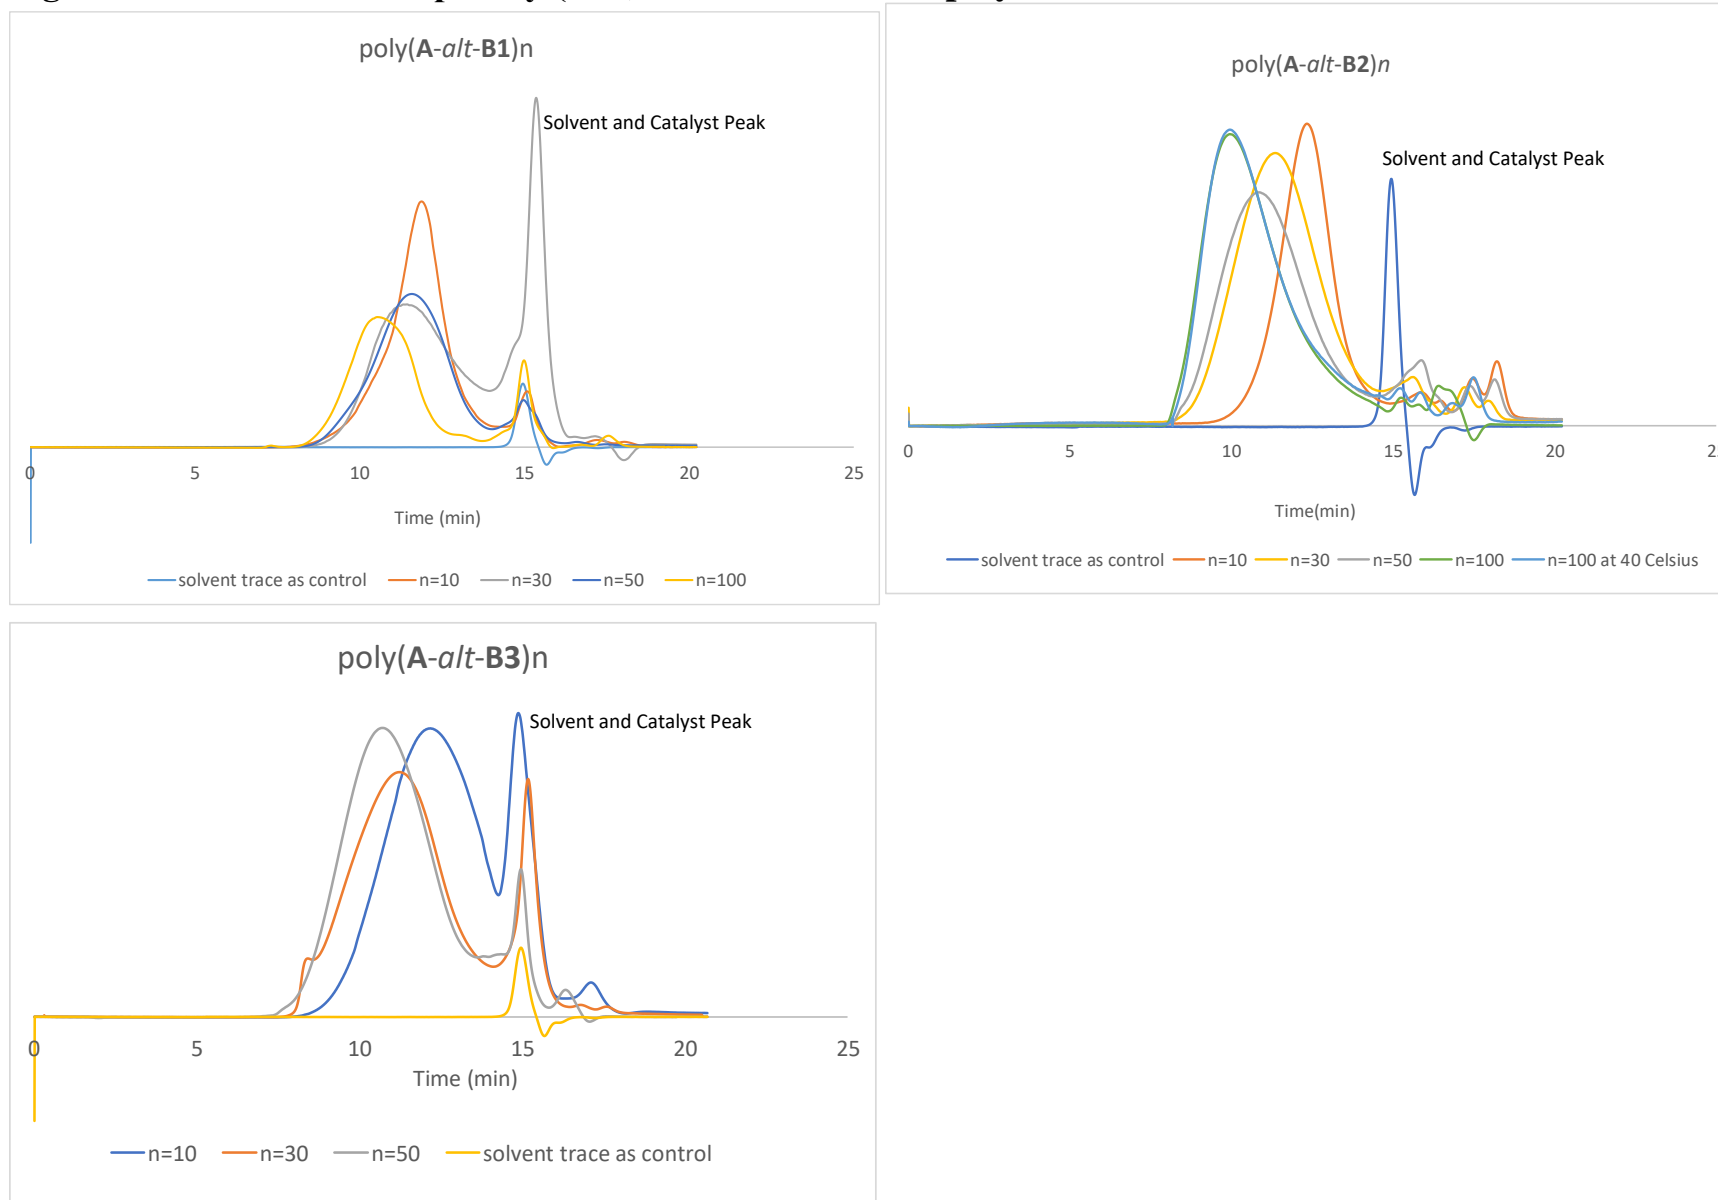 poly(A-alt-B1)n
Solvent and Catalyst Peak
0 5 10 15 20 25
Time (min)
solvent trace as control n=10 n=30 n=50 n=100
poly(A-alt-B2)n
Solvent and Catalyst Peak
0 5 10 15 20
Time(min)
solvent trace as control n=10 n=30 n=50 n=100 n=100 at 40 Celsius
poly(A-alt-B3)n
Solvent and Catalyst Peak
0 5 10 15 20 25
Time (min)
n=10 n=30 n=50 solvent trace as control